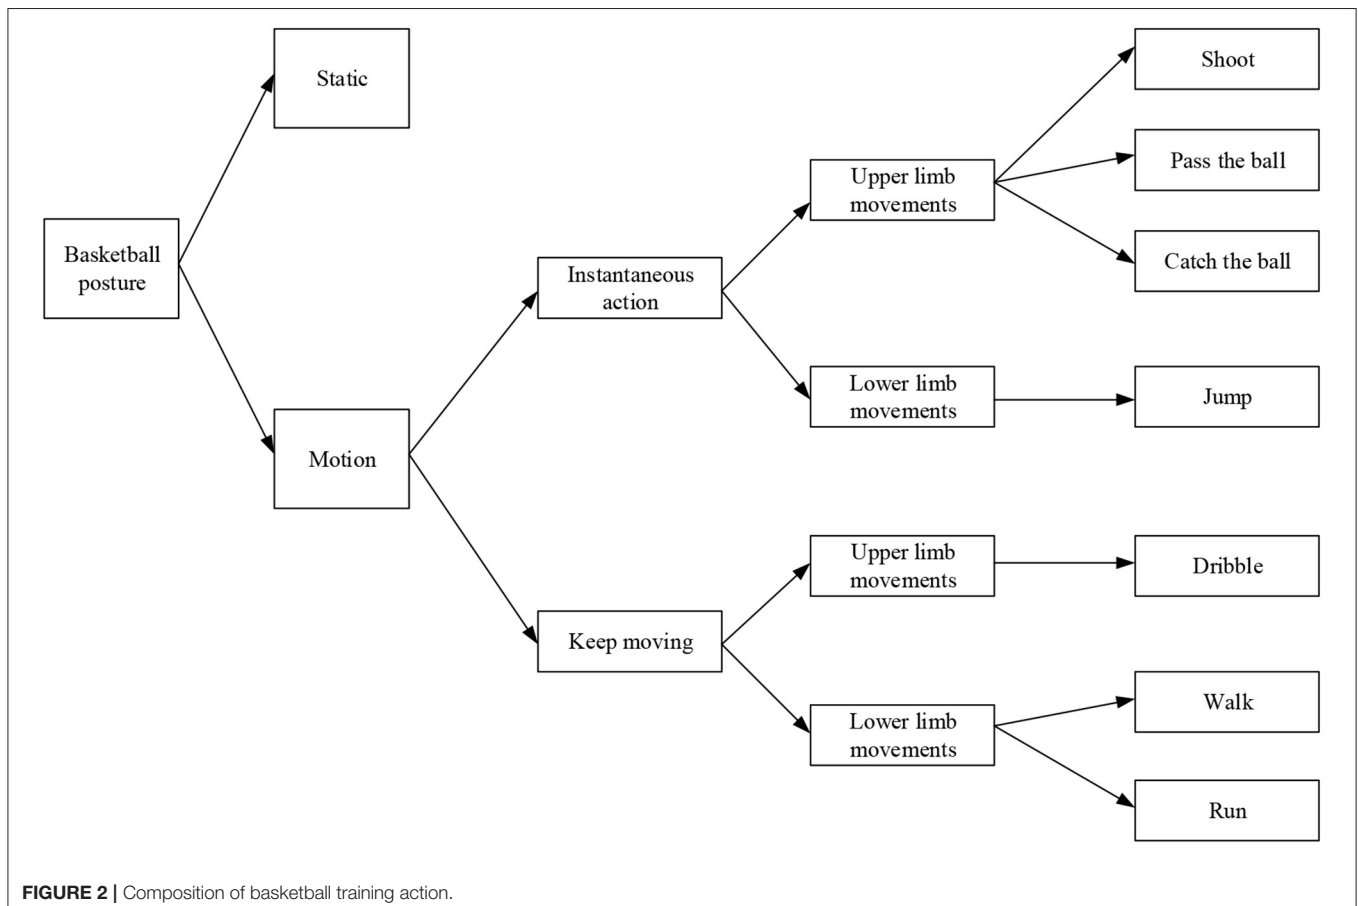 Static
Basketball
posture
Motion
Instantaneous
action
Keep moving
Upper limb
movements
Lower limb
movements
Upper limb
movements
Lower limb
movements
Shoot
Pass the ball
Catch the ball
Jump
Dribble
Walk
Run
FIGURE 2 | Composition of basketball training action.